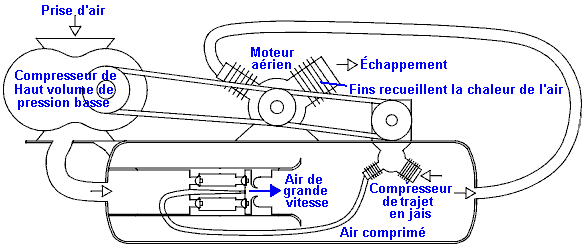 Prise d'air
Compresseur de
Haut volume de
pression basse
Moteur
aérien
Échappement
Fins recueillent la chaleur de l'air
Air de
grande
vitesse
Compresseur
de trajet
en jais
Air comprimé